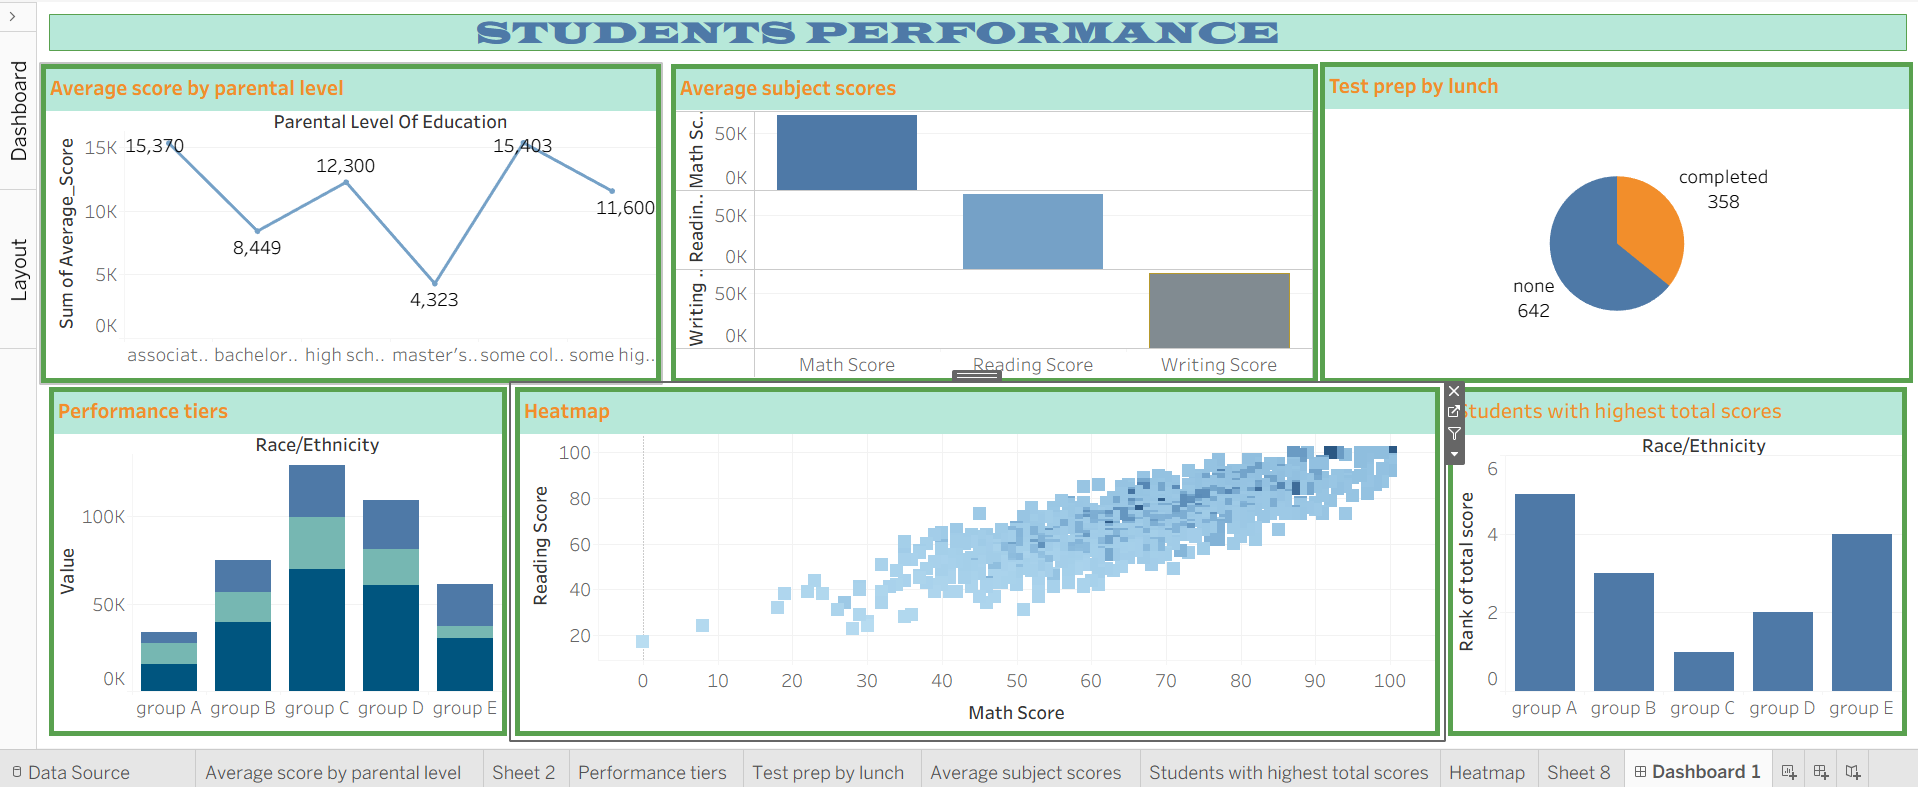 STUDENTS PERFORMANCE
Dashboard
Layout
Average score by parental level
Parental Level Of Education
Sum of Average_Score
15K
10K
5K
0K
15,370
8,449
12,300
4,323
15,403
11,600
associat.. bachelor.. high sch.. master's.. some col.. some hig..
Average subject scores
Math Sc..
50K
0K
Readin..
50K
0K
Writing ..
50K
0K
Math Score Reading Score Writing Score
Test prep by lunch
completed
358
none
642
Performance tiers
Race/Ethnicity
Value
100K
50K
0K
group A group B group C group D group E
Heatmap
Reading Score
100
80
60
40
20
0 10 20 30 40 50 60 70 80 90 100
Math Score
Students with highest total scores
Race/Ethnicity
Rank of total score
6
4
2
0
group A group B group C group D group E
Data Source Average score by parental level Sheet 2 Performance tiers Test prep by lunch Average subject scores Students with highest total scores Heatmap Sheet 8 Dashboard 1